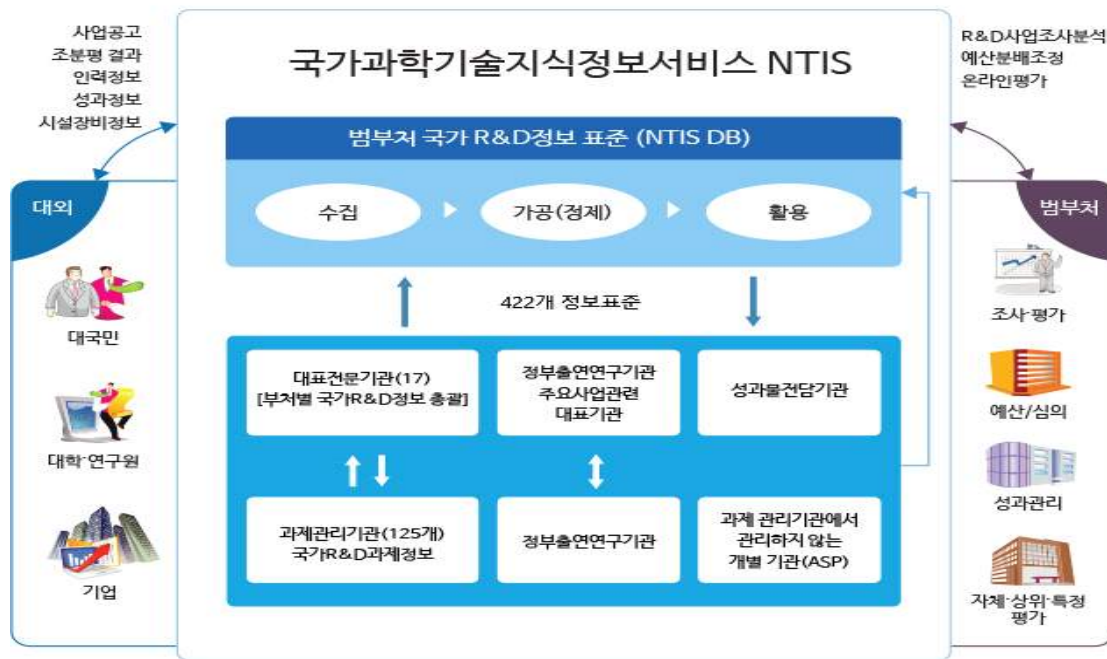 사업공고
조분평 결과
인력정보
성과정보
시설장비정보
R&D사업조사분석
예산분배조정
온라인평가
국가과학기술지식정보서비스 NTIS
범부처 국가 R&D정보 표준 (NTIS DB)
수집
가공(정제)
활용
422개 정보표준
대표전문기관(17)
[부처별 국가R&D정보 총괄]
정부출연연구기관
주요사업관련
대표기관
성과물전담기관
과제관리기관(125개)
국가R&D과제정보
정부출연연구기관
과제 관리기관에서
관리하지 않는
개별 기관(ASP)
대외
대국민
대학·연구원
기업
범부처
조사·평가
예산/심의
성과관리
자체·상위·특정
평가